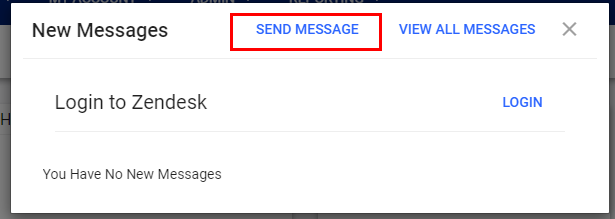 MY ACCOUNT ADMIN REPORTING
New Messages SEND MESSAGE VIEW ALL MESSAGES
Login to Zendesk LOGIN
H
You Have No New Messages